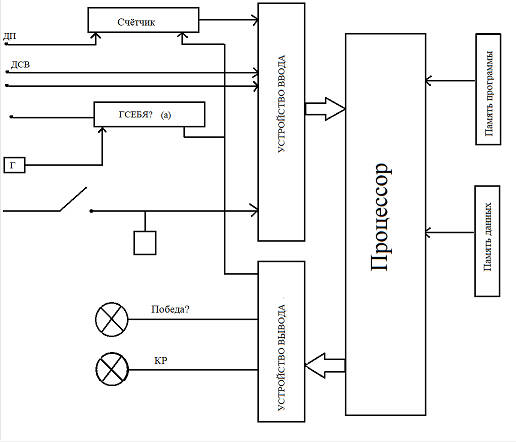 Счётчик
ДП
ДСВ
ГСЕБЯ? (а)
Г
УСТРОЙСТВО ВВОДА
Процессор
Память программы
Память данных
Победа?
КР
УСТРОЙСТВО ВЫВОДА